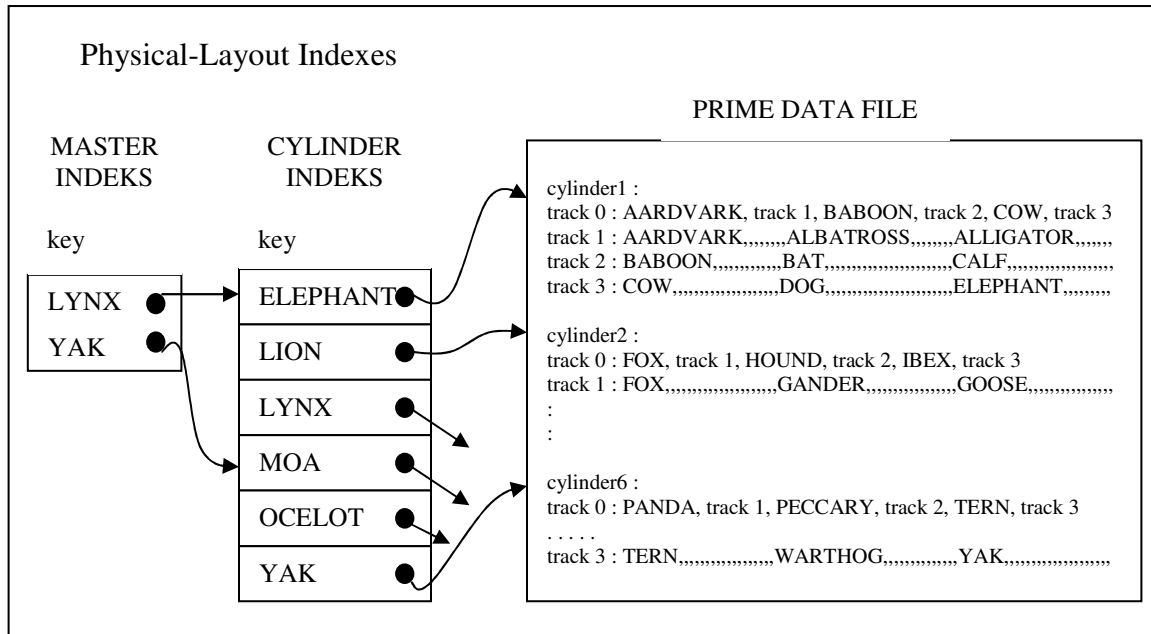 Physical-Layout Indexes
MASTER
INDEKS
key
LYNX
YAK
CYLINDER
INDEKS
key
ELEPHANT
LION
LYNX
MOA
OCELOT
YAK
PRIME DATA FILE
cylinder1 :
track 0 : AARDVARK, track 1, BABOON, track 2, COW, track 3
track 1 : AARDVARK,,,,,,,,ALBATROSS,,,,,,,,ALLIGATOR,,,,,,,
track 2 : BABOON,,,,,,,,,,,,,BAT,,,,,,,,,,,,,,,,,,,,,,,,CALF,,,,,,,,,,,,,,,,,,,,
track 3 : COW,,,,,,,,,,,,,,,,,,,,DOG,,,,,,,,,,,,,,,,,,,,,,,,ELEPHANT,,,,,,,,,
cylinder2 :
track 0 : FOX, track 1, HOUND, track 2, IBEX, track 3
track 1 : FOX,,,,,,,,,,,,,,,,,,,,,GANDER,,,,,,,,,,,,,,,,,GOOSE,,,,,,,,,,,,,,,,
:
:
cylinder6 :
track 0 : PANDA, track 1, PECCARY, track 2, TERN, track 3
. . . . .
track 3 : TERN,,,,,,,,,,,,,,,,,,WARTHOG,,,,,,,,,,,,,,YAK,,,,,,,,,,,,,,,,,,,,